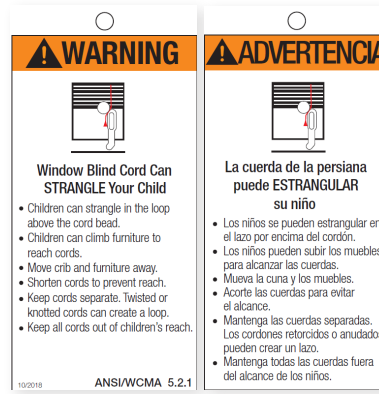 WARNING
Window Blind Cord Can
STRANGLE Your Child
• Children can strangle in the loop
above the cord bead.
• Children can climb furniture to
reach cords.
• Move crib and furniture away.
• Shorten cords to prevent reach.
• Keep cords separate. Twisted or
knotted cords can create a loop.
• Keep all cords out of children's reach.
10/2018
ANSI/WCMA 5.2.1
ADVERTENCIA
La cuerda de la persiana
puede ESTRANGULAR
su niño
• Los niños se pueden estrangular en
el lazo por encima del cordón.
• Los niños pueden subir los muebles
para alcanzar las cuerdas.
• Mueva la cuna y los muebles.
• Acorte las cuerdas para evitar
el alcance.
• Mantenga las cuerdas separadas.
Los cordones retorcidos o anudados
pueden crear un lazo.
• Mantenga todas las cuerdas fuera
del alcance de los niños.